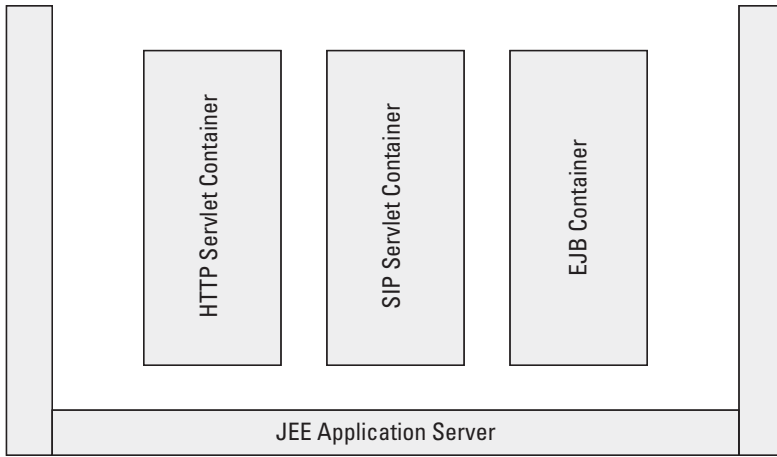 HTTP Servlet Container
SIP Servlet Container
EJB Container
JEE Application Server